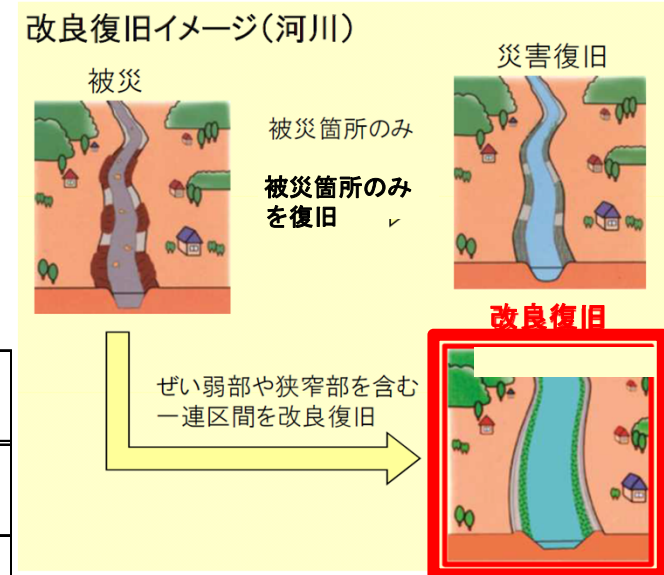 改良復旧イメージ(河川)
被災
災害復旧
被災箇所のみ
被災箇所のみ
を復旧
改良復旧
ぜい弱部や狭窄部を含む
一連区間を改良復旧